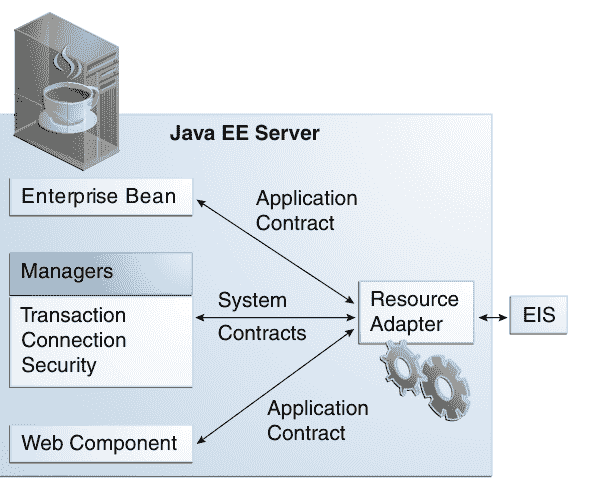 Java EE Server
Enterprise Bean
Application
Contract
Managers
Transaction
Connection
Security
System
Contracts
Resource
Adapter
EIS
Application
Contract
Web Component